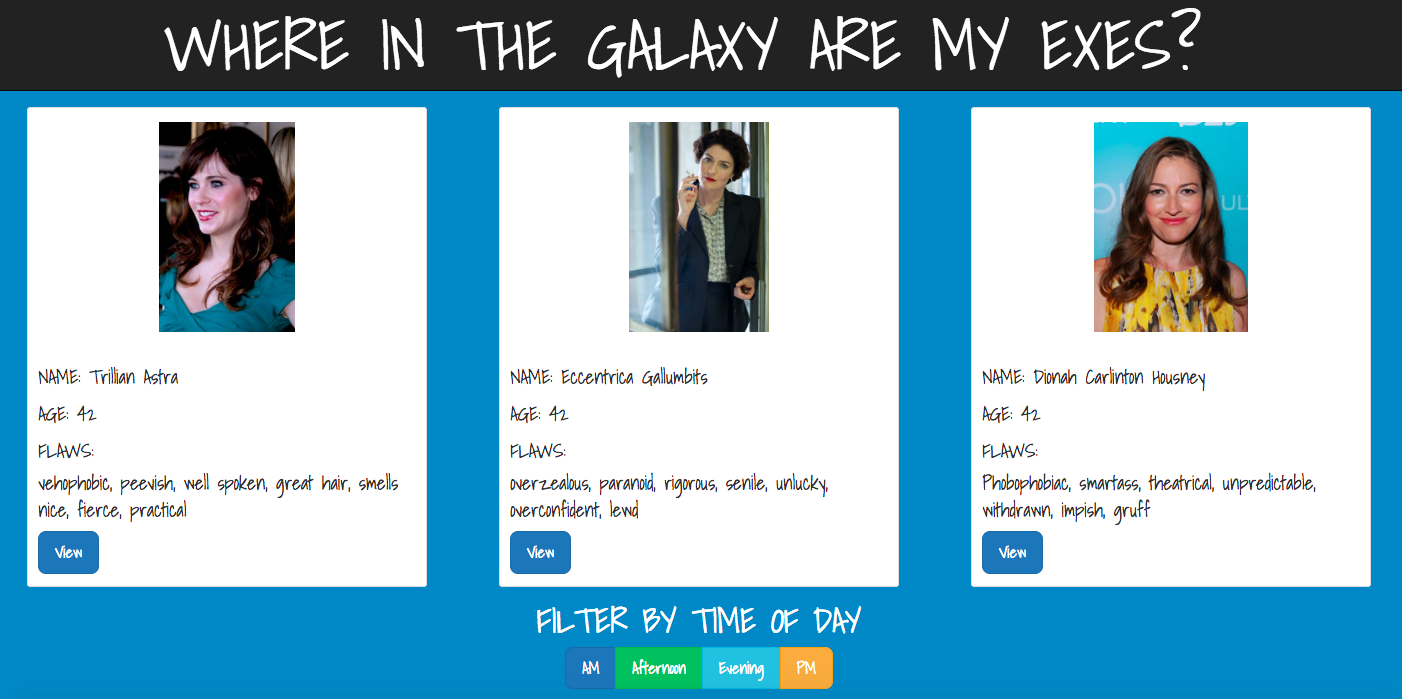 WHERE IN THE GALAXY ARE MY EXES?
NAME: Trillian Astra
AGE: 42
FLAWS:
vehophobic, peevish, well spoken, great hair, smells
nice, fierce, practical
View
NAME: Eccentrica Gallumbits
AGE: 42
FLAWS:
overzealous, paranoid, rigorous, senile, unlucky,
overconfident, lewd
View
UL
NAME: Dionah Carlinton Housney
AGE: 42
FLAWS:
Phobophobiac, smartass, theatrical, unpredictable,
withdrawn, impish, gruff
View
FILTER BY TIME OF DAY
AM Afternoon Evening PM